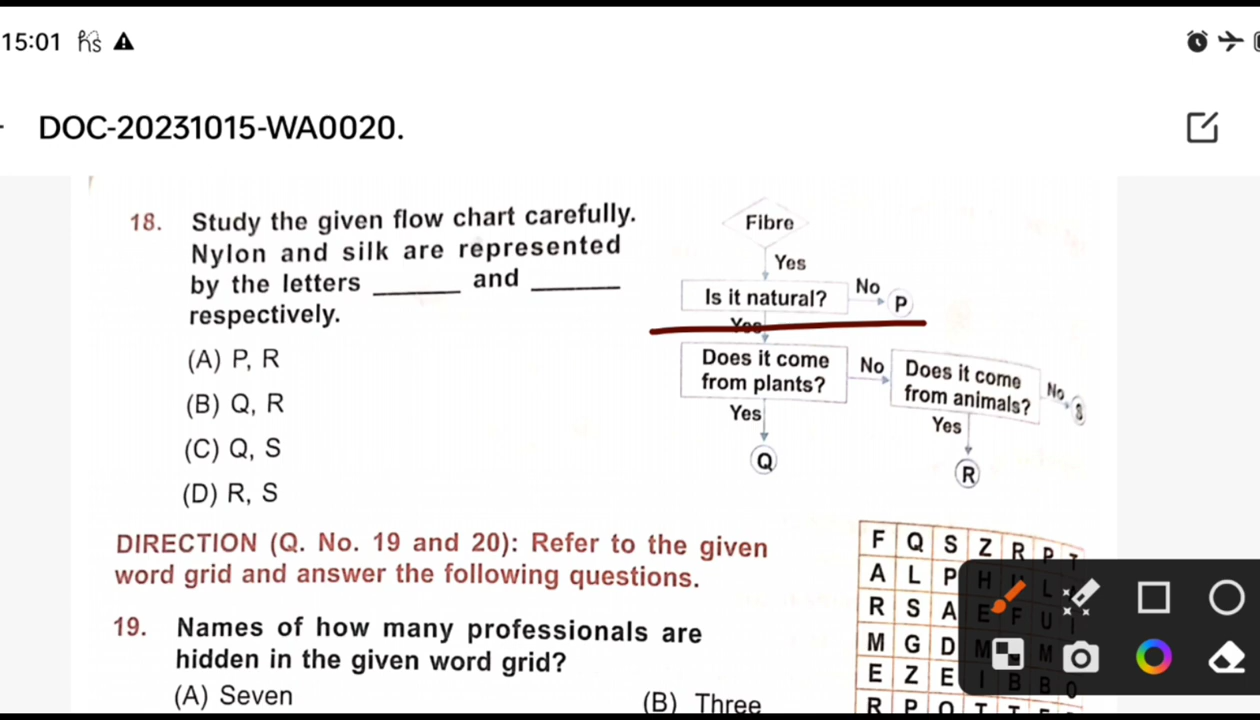 15:01
DOC-20231015-WA0020.
18. Study the given flow chart carefully.
Nylon and silk are represented
by the letters ______ and ______
respectively.
(A) P, R
(B) Q, R
(C) Q, S
(D) R, S
Fibre
Yes
Is it natural?
No
P
Yes
Does it come
from plants?
No
Does it come
from animals?
No
S
Yes
Q
Yes
R
DIRECTION (Q. No. 19 and 20): Refer to the given
word grid and answer the following questions.
19. Names of how many professionals are
hidden in the given word grid?
(A) Seven
(B) Three
F Q S Z R P T
A L P H U L
R S A E F U I
M G D M M
E Z E I B B O
R P O T T